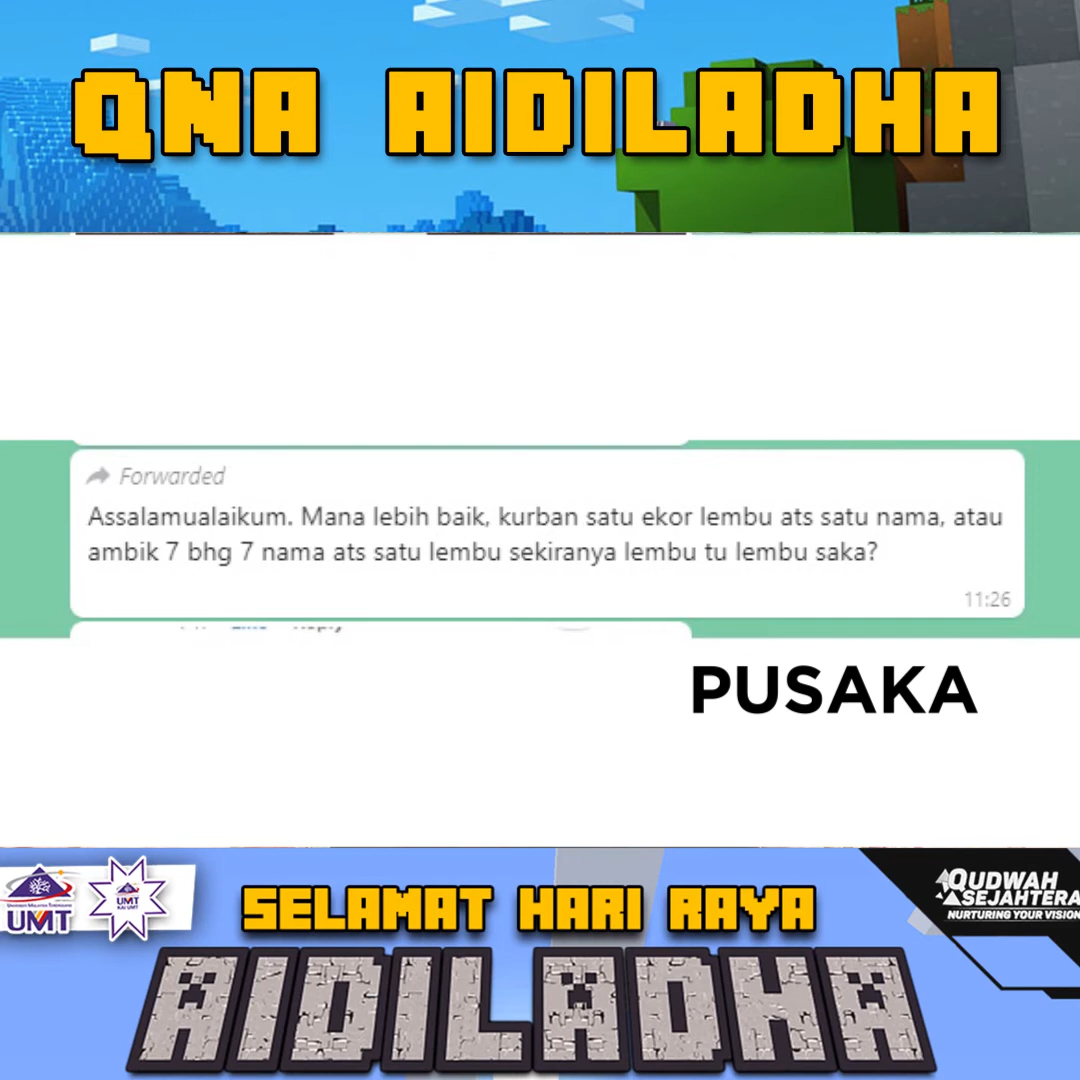 QNA AIDILADHA
Forwarded
Assalamualaikum. Mana lebih baik, kurban satu ekor lembu ats satu nama, atau
ambik 7 bhg 7 nama ats satu lembu sekiranya lembu tu lembu saka?
11:26
PUSAKA
UMT
UMT
SELAMAT HARI RAYA
AIDILADHA
QUDWAH
SEJAHTERA
NURTURING YOUR VISION